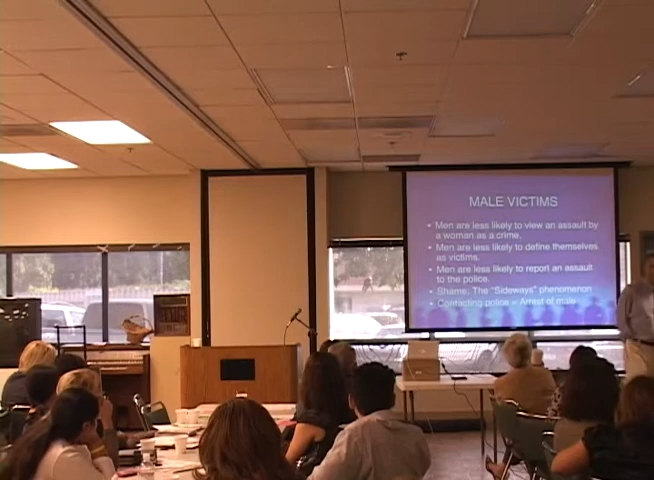 MALE VICTIMS
• Men are less likely to view an assault by
a woman as a crime.
• Men are less likely to define themselves
as victims.
• Men are less likely to report an assault
to the police.
• Shame. The "Sideways" phenomenon
• Contacting police = Arrest of male